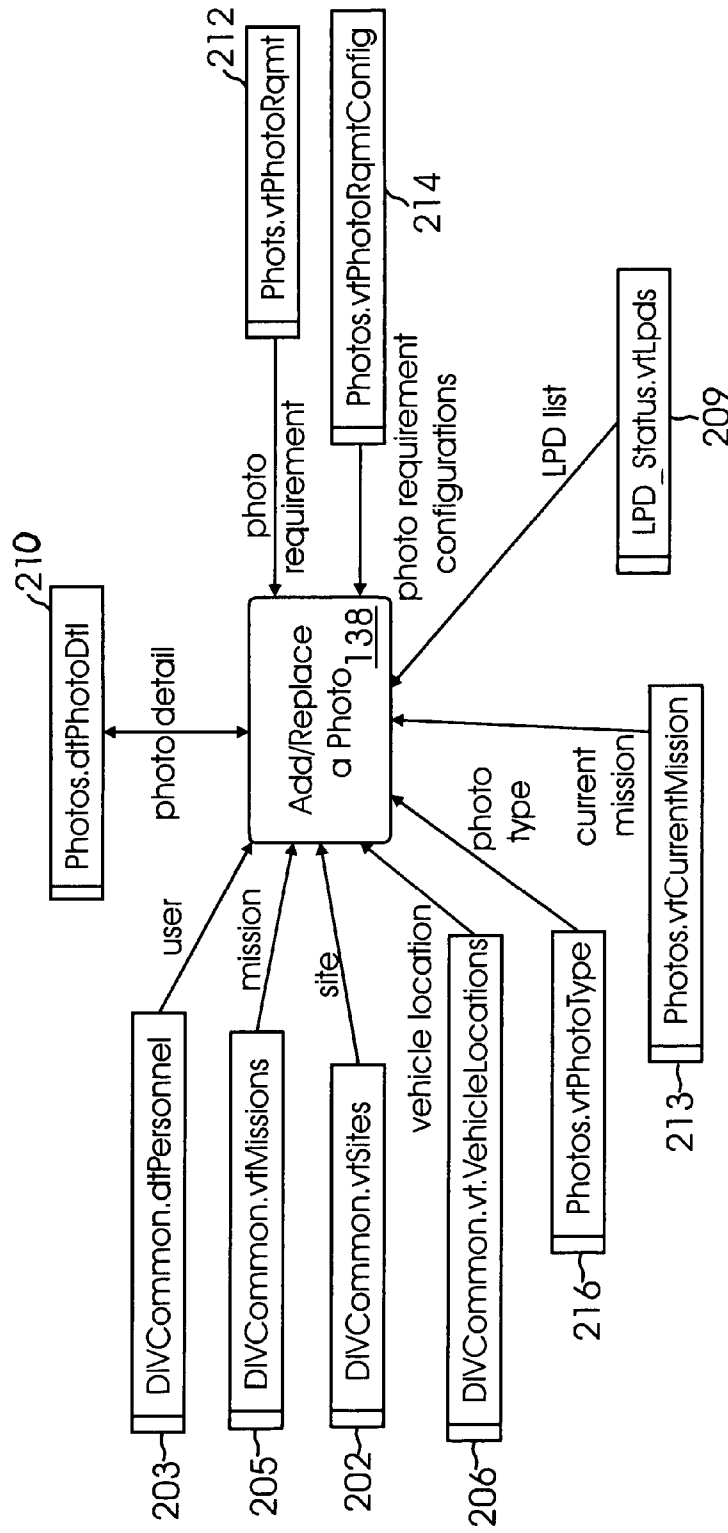 210
Photos.dtPhotoDtl
photo detail
212
Phots.vtPhotoRqmt
photo
requirement
Photos.vtPhotoRqmtConfig
214
photo requirement
configurations
Add/Replace
a Photo 138
203
DIVCommon.dtPersonnel
user
205
DIVCommon.vtMissions
mission
202
DIVCommon.vtSites
site
206
DIVCommon.vt.VehicleLocations
vehicle location
216
Photos.vtPhotoType
photo
type
213
Photos.vtCurrentMission
current
mission
LPD list
LPD_Status.vtLpds
209